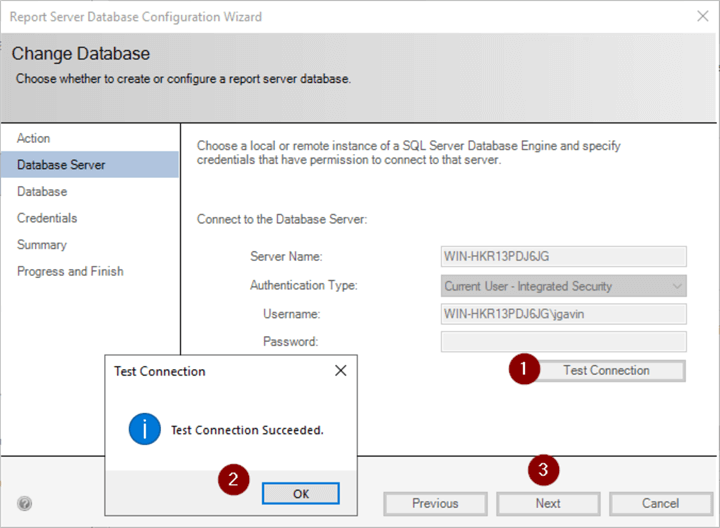 Report Server Database Configuration Wizard
Change Database
Choose whether to create or configure a report server database.
Action
Database Server
Database
Credentials
Summary
Progress and Finish
Choose a local or remote instance of a SQL Server Database Engine and specify
credentials that have permission to connect to that server.
Connect to the Database Server:
Server Name:
WIN-HKR13PDJ6JG
Authentication Type:
Current User - Integrated Security
Username:
WIN-HKR13PDJ6JG\jgavin
Password:
1
Test Connection
Test Connection
i
Test Connection Succeeded.
2
OK
3
?
Previous
Next
Cancel